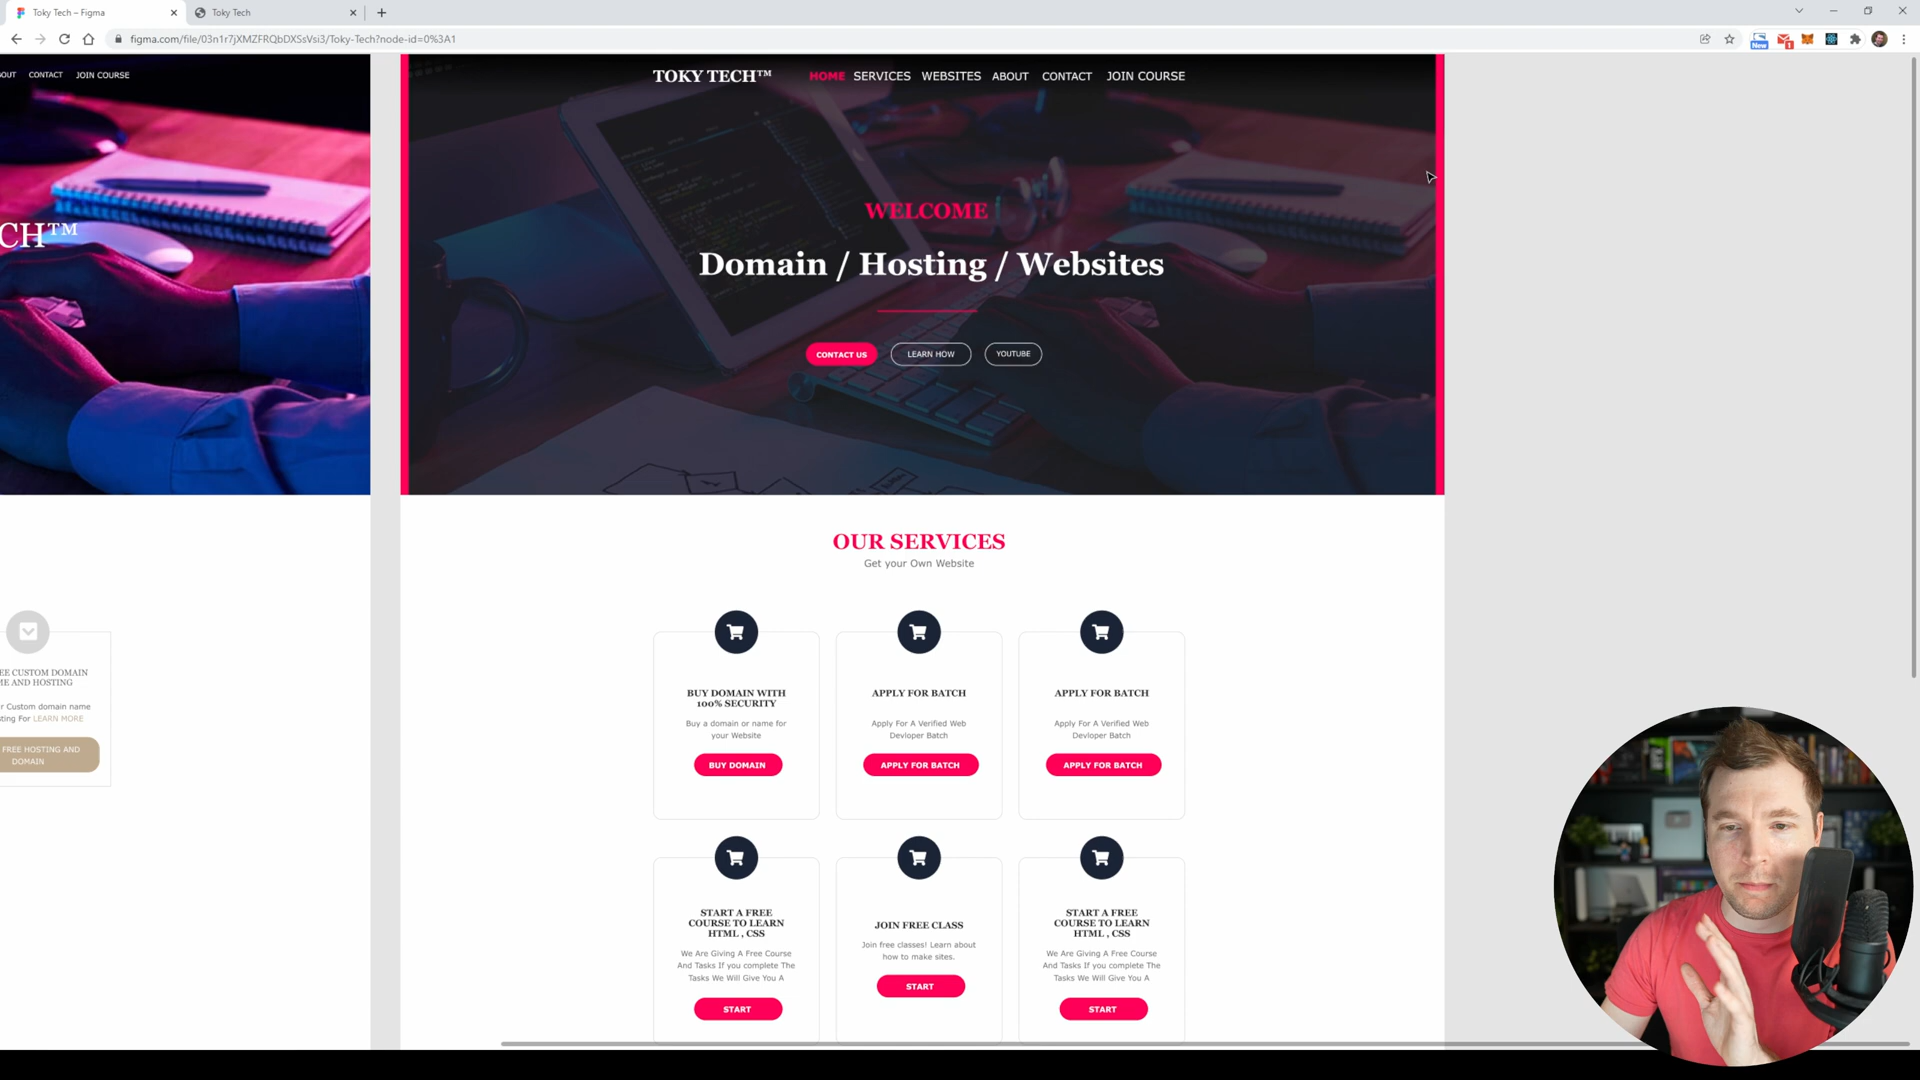 Toky Tech – Figma
Toky Tech
figma.com/file/03n1r7jXMZFRQbDXSsVsi3/Toky-Tech?node-id=0%3A1
New
1
OUT CONTACT JOIN COURSE
CH™
EE CUSTOM DOMAIN
ME AND HOSTING
r Custom domain name
sting For LEARN MORE
FREE HOSTING AND
DOMAIN
TOKY TECH™ HOME SERVICES WEBSITES ABOUT CONTACT JOIN COURSE
WELCOME
Domain / Hosting / Websites
CONTACT US LEARN HOW YOUTUBE
OUR SERVICES
Get your Own Website
BUY DOMAIN WITH
100% SECURITY
Buy a domain or name for
your Website
BUY DOMAIN
APPLY FOR BATCH
Apply For A Verified Web
Devloper Batch
APPLY FOR BATCH
APPLY FOR BATCH
Apply For A Verified Web
Devloper Batch
APPLY FOR BATCH
START A FREE
COURSE TO LEARN
HTML , CSS
We Are Giving A Free Course
And Tasks If you complete The
Tasks We Will Give You A
START
JOIN FREE CLASS
Join free classes! Learn about
how to make sites.
START
START A FREE
COURSE TO LEARN
HTML , CSS
We Are Giving A Free Course
And Tasks If you complete The
Tasks We Will Give You A
START